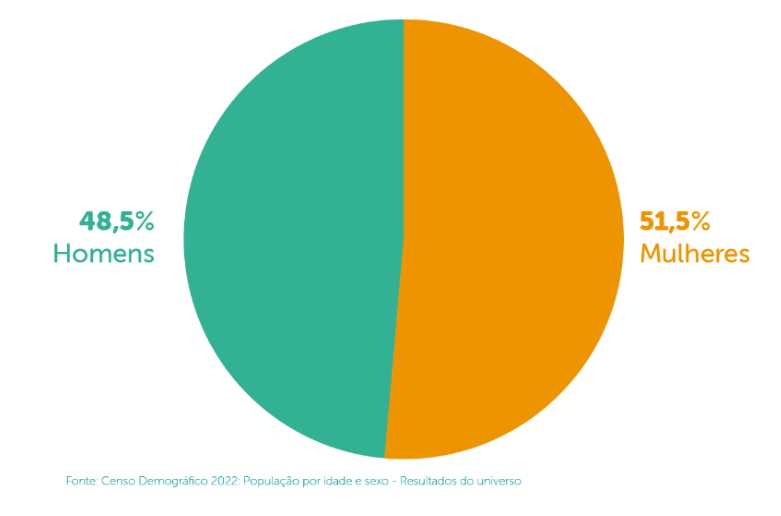 48,5%
Homens
51,5%
Mulheres
Fonte: Censo Demográfico 2022: População por idade e sexo - Resultados do universo